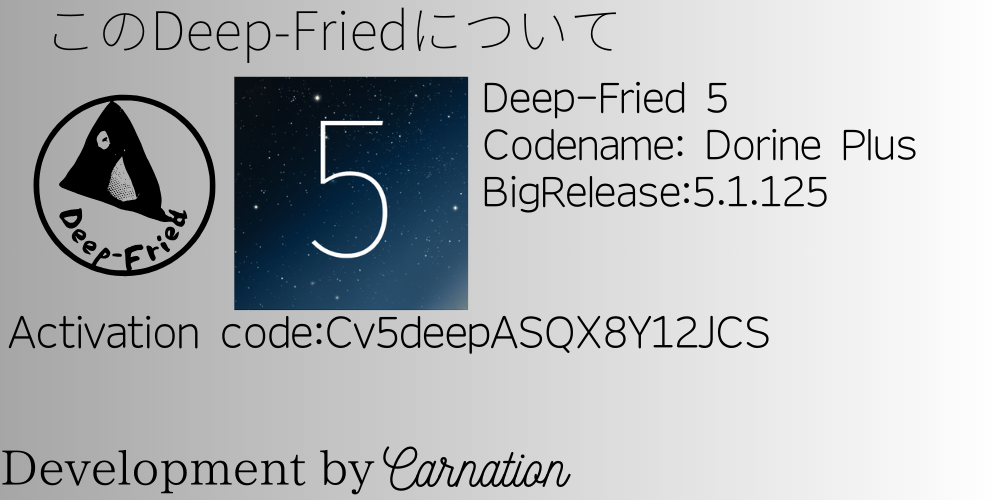 このDeep-Friedについて
Deep-Fried
5
Deep-Fried 5
Codename: Dorine Plus
BigRelease:5.1.125
Activation code:Cv5deepASQX8Y12JCS
Development by Carnation